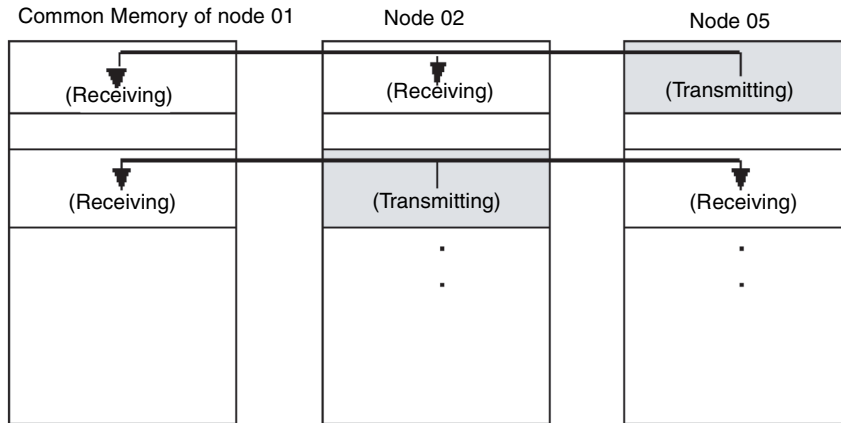 Common Memory of node 01
Node 02
Node 05
(Receiving)
(Receiving)
(Transmitting)
(Receiving)
(Transmitting)
(Receiving)